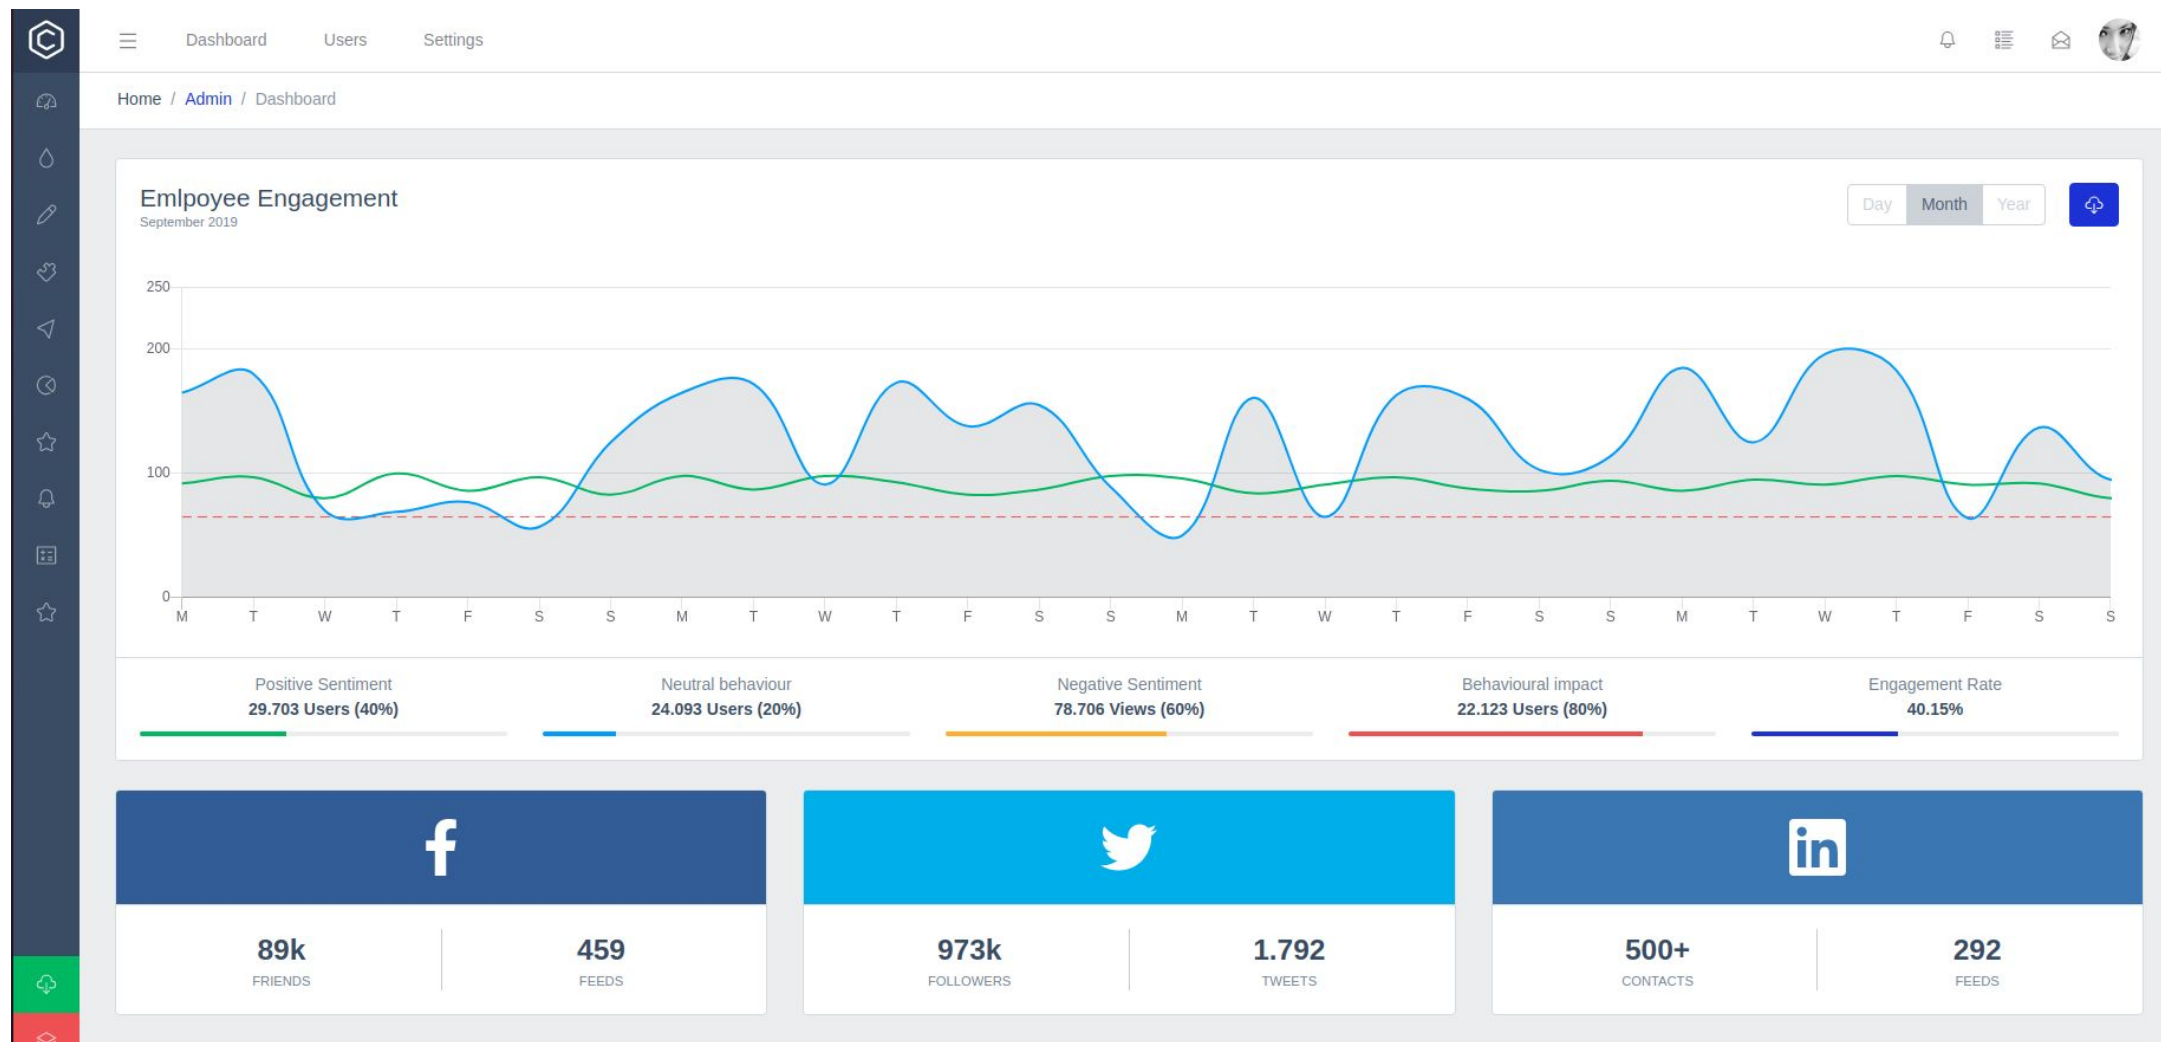 Dashboard Users Settings
Home / Admin / Dashboard
Emlpoyee Engagement
September 2019
Day Month Year
250
200
100
0
M T W T F S S M T W T F S S M T W T F S S M T W T F S S
Positive Sentiment
29.703 Users (40%)
Neutral behaviour
24.093 Users (20%)
Negative Sentiment
78.706 Views (60%)
Behavioural impact
22.123 Users (80%)
Engagement Rate
40.15%
f
in
89k
FRIENDS
459
FEEDS
973k
FOLLOWERS
1.792
TWEETS
500+
CONTACTS
292
FEEDS